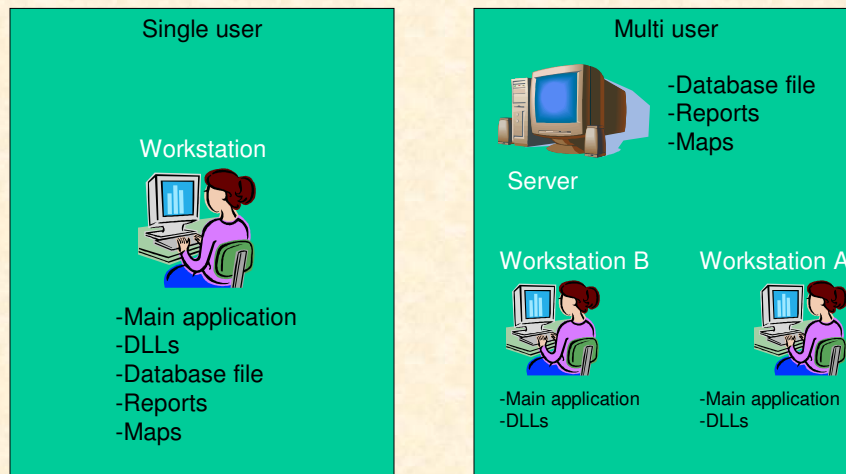 Single user
Workstation
-Main application
-DLLs
-Database file
-Reports
-Maps
Multi user
-Database file
-Reports
-Maps
Server
Workstation B
-Main application
-DLLs
Workstation A
-Main application
-DLLs